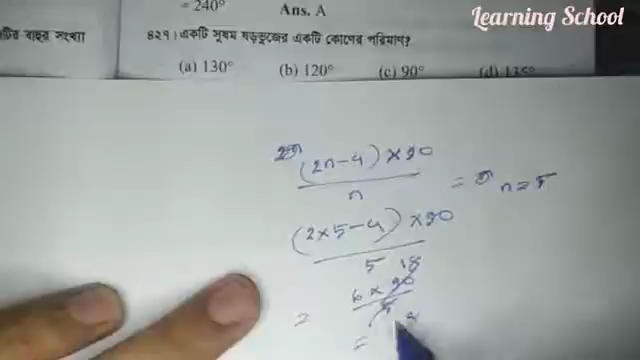 = 240°
Ans. A
Learning School
টির বাহুর সংখ্যা
৪২৭। একটি সুষম ষড়ভুজের একটি কোণের পরিমাণ?
(a) 130°
(b) 120°
(c) 90°
(d) 135°
(2n-4) × 90
n
=
n = 5
(2×5-4) × 90
5
18
= 6 × 90
5
=